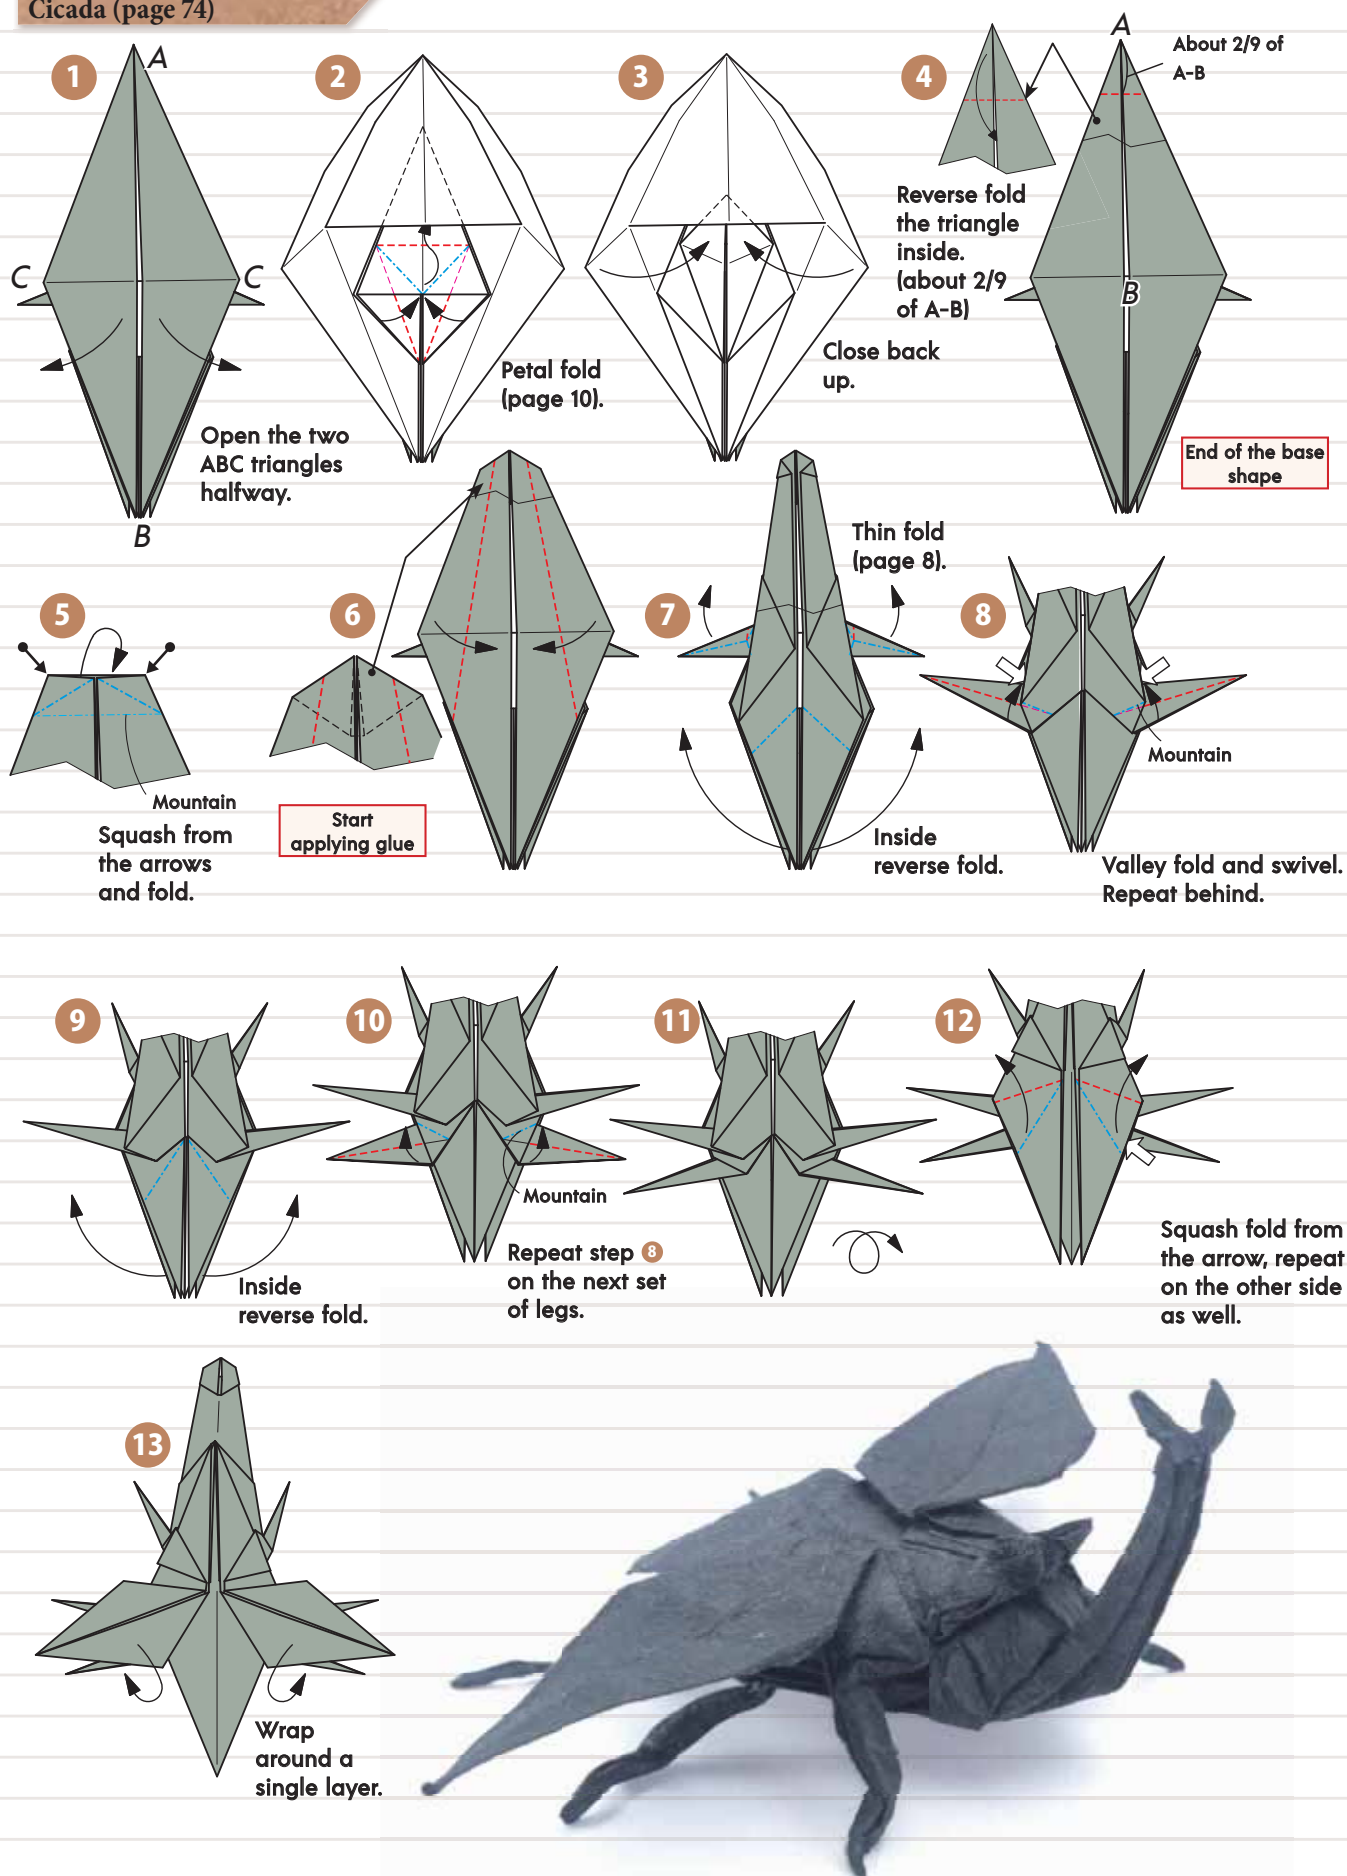 Cicada (page 74)
1
A
C
C
B
Open the two
ABC triangles
halfway.
2
Petal fold
(page 10).
3
Close back
up.
4
A
About 2/9 of
A-B
Reverse fold
the triangle
inside.
(about 2/9
of A-B)
B
End of the base
shape
5
Mountain
Squash from
the arrows
and fold.
6
Start
applying glue
7
Thin fold
(page 8).
Inside
reverse fold.
8
Mountain
Valley fold and swivel.
Repeat behind.
9
Inside
reverse fold.
10
Mountain
Repeat step 8
on the next set
of legs.
11
12
Squash fold from
the arrow, repeat
on the other side
as well.
13
Wrap
around a
single layer.